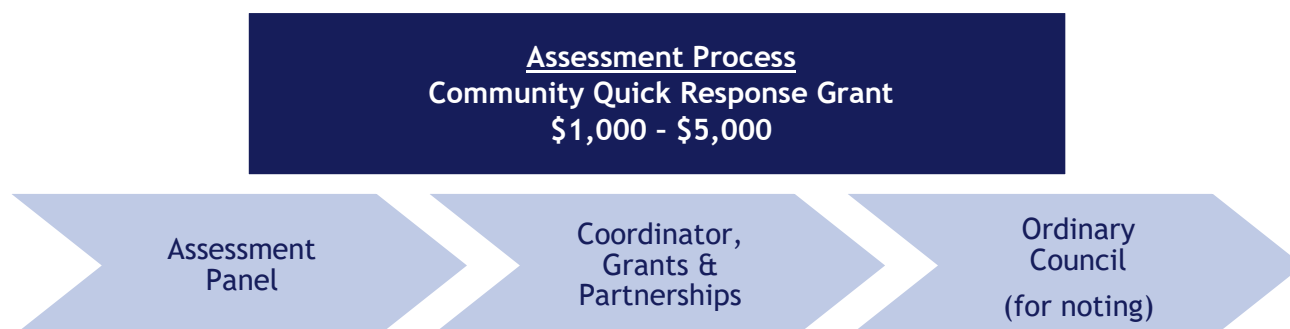 Assessment Process
Community Quick Response Grant
$1,000 – $5,000
Assessment
Panel
Coordinator,
Grants &
Partnerships
Ordinary
Council
(for noting)